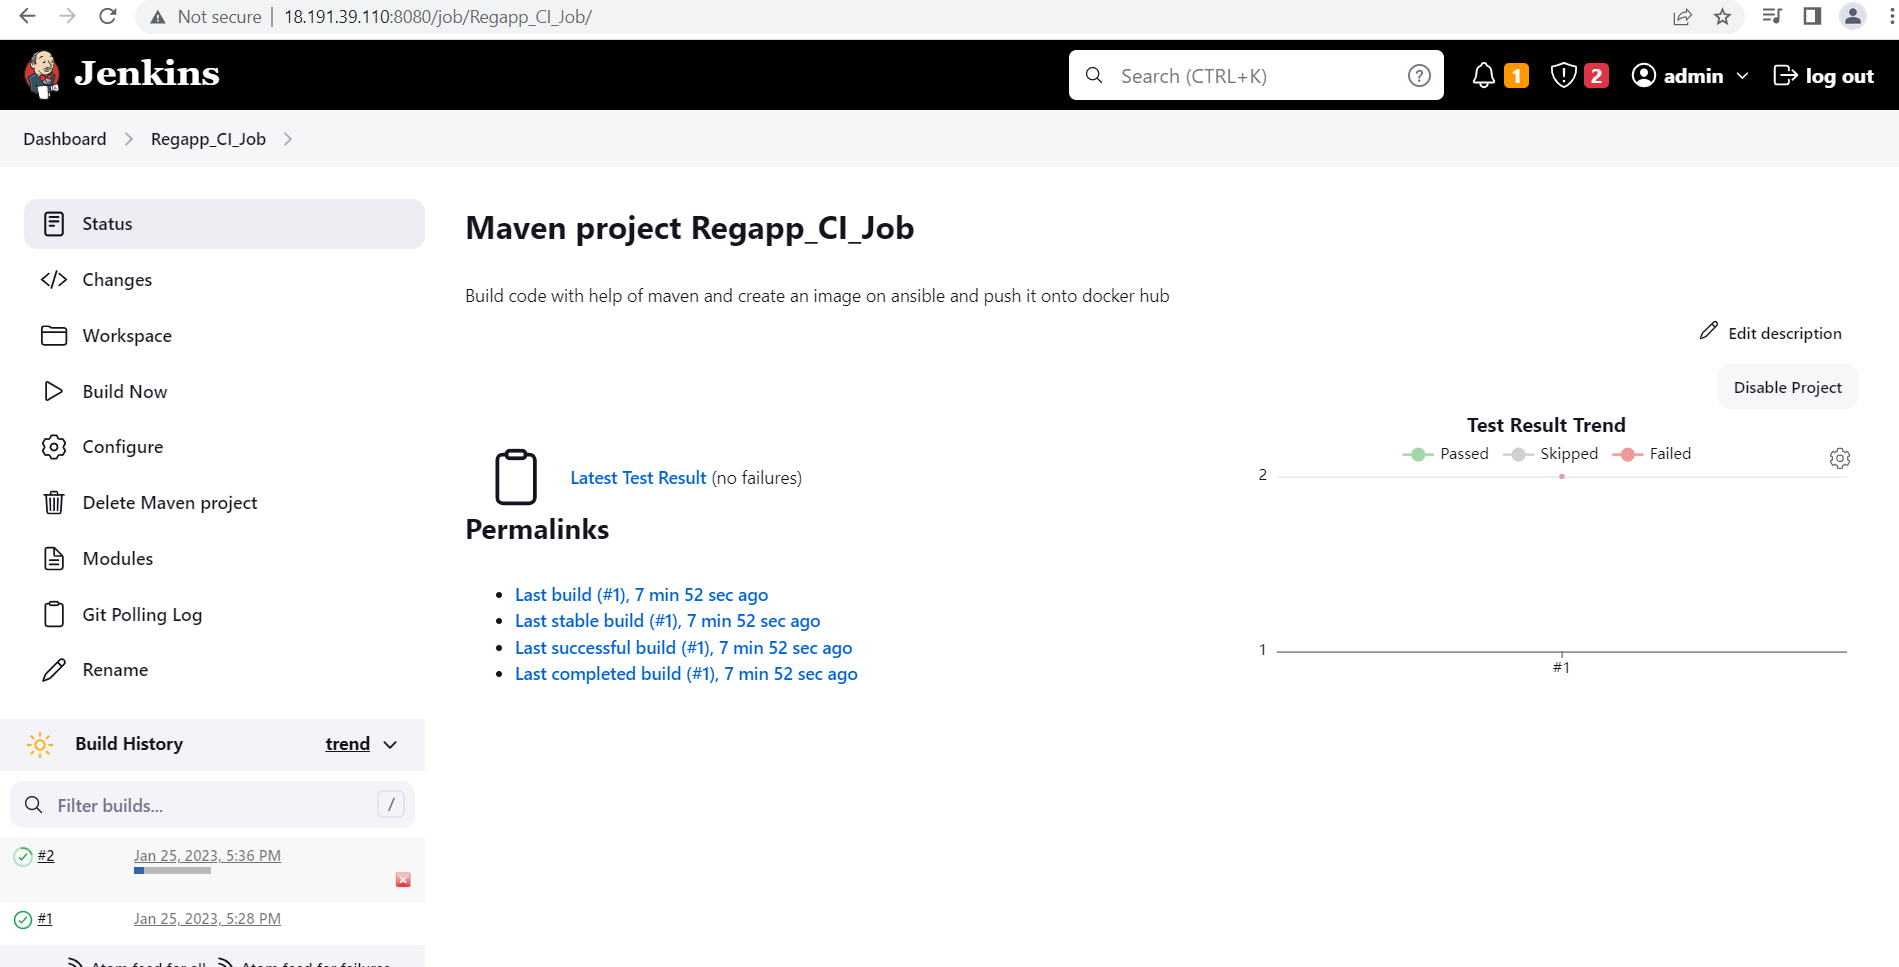 Not secure | 18.191.39.110:8080/job/Regapp_CI_Job/
Jenkins
Search (CTRL+K)
?
1
2
admin
log out
Dashboard
Regapp_CI_Job
Status
Changes
Workspace
Build Now
Configure
Delete Maven project
Modules
Git Polling Log
Rename
Build History
trend
Filter builds...
/
#2
Jan 25, 2023, 5:36 PM
#1
Jan 25, 2023, 5:28 PM
Atom feed for all
Atom feed for failures
Maven project Regapp_CI_Job
Build code with help of maven and create an image on ansible and push it onto docker hub
Edit description
Disable Project
Latest Test Result (no failures)
Permalinks
Last build (#1), 7 min 52 sec ago
Last stable build (#1), 7 min 52 sec ago
Last successful build (#1), 7 min 52 sec ago
Last completed build (#1), 7 min 52 sec ago
Test Result Trend
Passed Skipped Failed
2
1
#1